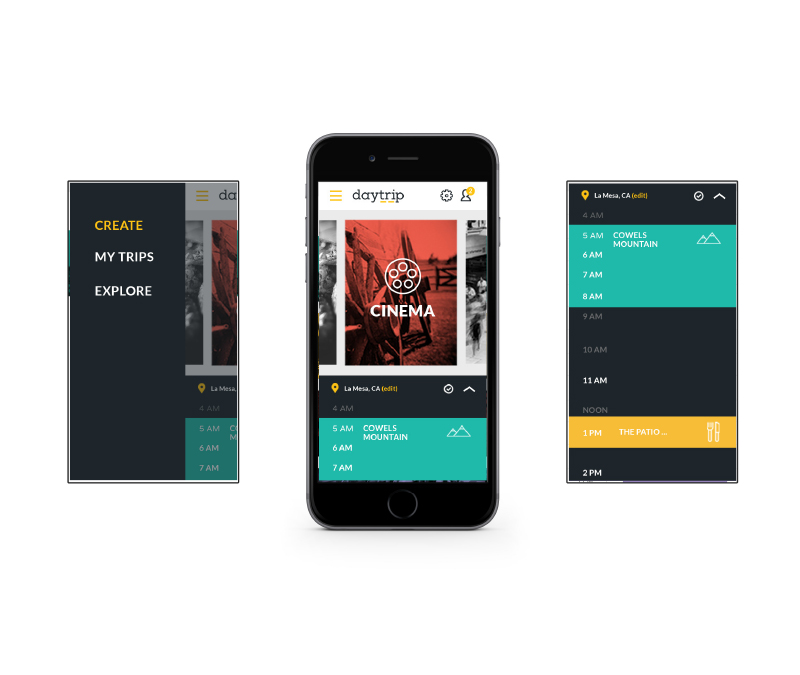 da
CREATE
MY TRIPS
EXPLORE
La Mesa,
4 AM
5 AM C
M
6 AM
7 AM
daytrip
CINEMA
La Mesa, CA (edit)
4 AM
5 AM COWELS
MOUNTAIN
6 AM
7 AM
La Mesa, CA (edit)
4 AM
5 AM COWELS
MOUNTAIN
6 AM
7 AM
8 AM
9 AM
10 AM
11 AM
NOON
1 PM THE PATIO ...
2 PM